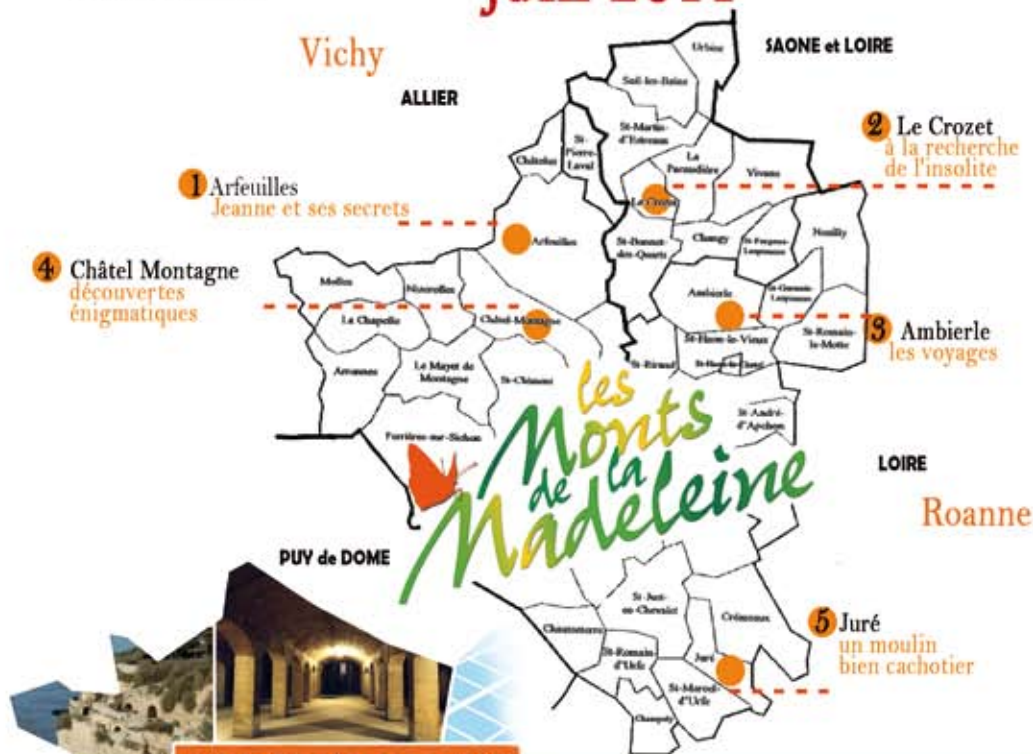 Vichy
ALLIER
SAONE et LOIRE
1 Arfeuilles
Jeanne et ses secrets
2 Le Crozet
à la recherche
de l'insolite
4 Châtel Montagne
découvertes
énigmatiques
3 Ambierle
les voyages
Urbise
Sail-les-Bains
St-Martin-
d'Estreaux
St-
Pierre-
Laval
Châtelus
La
Pacaudière
Vivans
Le Crozet
Arfeuilles
St-Bonnet-
des-Quarts
Changy
St-Forgeux-
Lespinasse
Noailly
Molles
Nizerolles
Ambierle
St-Germain-
Lespinasse
La Chapelle
Châtel-Montagne
St-Haon-le-Vieux
St-Romain-
la-Motte
Arronnes
Le Mayet de
Montagne
St-Clément
St-Rirand
St-Haon-le-Châtel
St-André-
d'Apchon
Ferrières-sur-Sichon
les
Monts
de la
Madeleine
LOIRE
Roanne
PUY de DOME
St-Just-
en-Chevalet
Crémeaux
Chausseterre
St-Romain-
d'Urfé
Juré
St-Marcel-
d'Urfé
Champoly
5 Juré
un moulin
bien cachotier